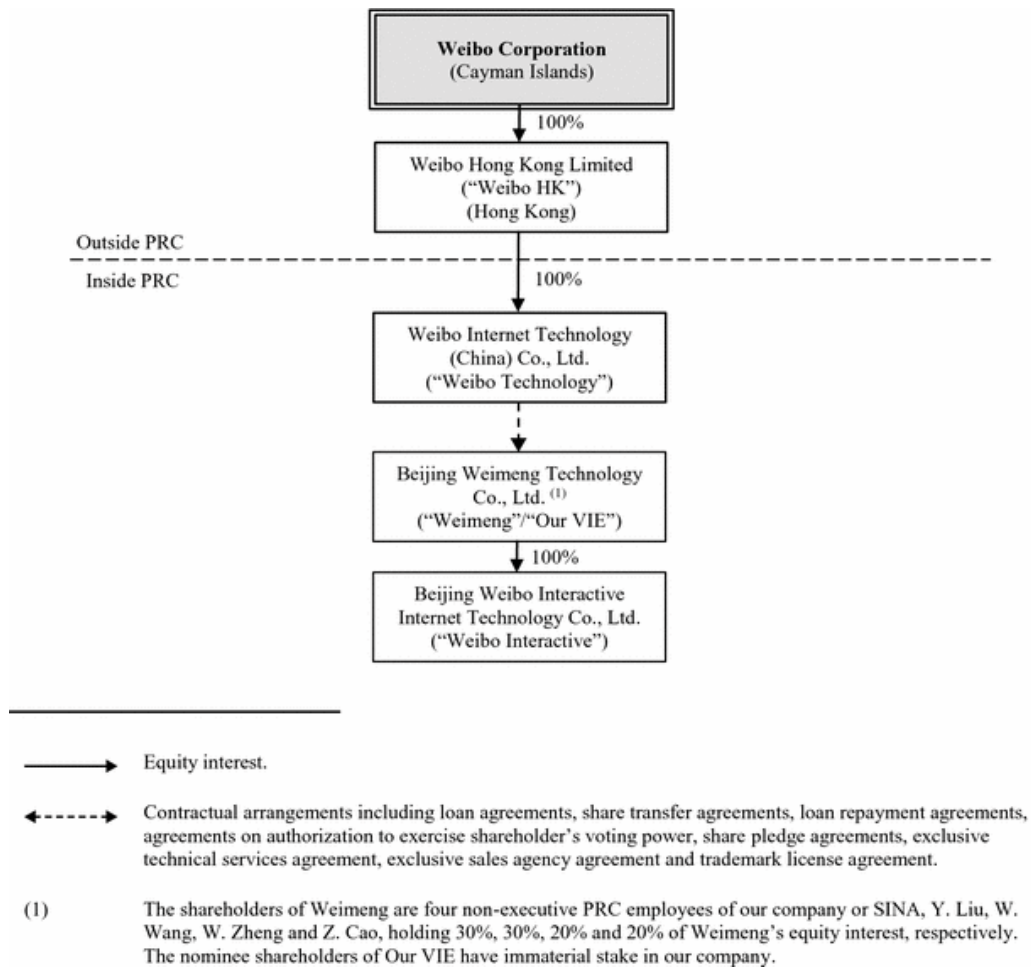 Weibo Corporation
(Cayman Islands)
100%
Weibo Hong Kong Limited
(“Weibo HK”)
(Hong Kong)
Outside PRC
Inside PRC
100%
Weibo Internet Technology
(China) Co., Ltd.
(“Weibo Technology”)
Beijing Weimeng Technology
Co., Ltd. (1)
(“Weimeng”/“Our VIE”)
100%
Beijing Weibo Interactive
Internet Technology Co., Ltd.
(“Weibo Interactive”)
Equity interest.
Contractual arrangements including loan agreements, share transfer agreements, loan repayment agreements,
agreements on authorization to exercise shareholder’s voting power, share pledge agreements, exclusive
technical services agreement, exclusive sales agency agreement and trademark license agreement.
(1) The shareholders of Weimeng are four non-executive PRC employees of our company or SINA, Y. Liu, W.
Wang, W. Zheng and Z. Cao, holding 30%, 30%, 20% and 20% of Weimeng’s equity interest, respectively.
The nominee shareholders of Our VIE have immaterial stake in our company.